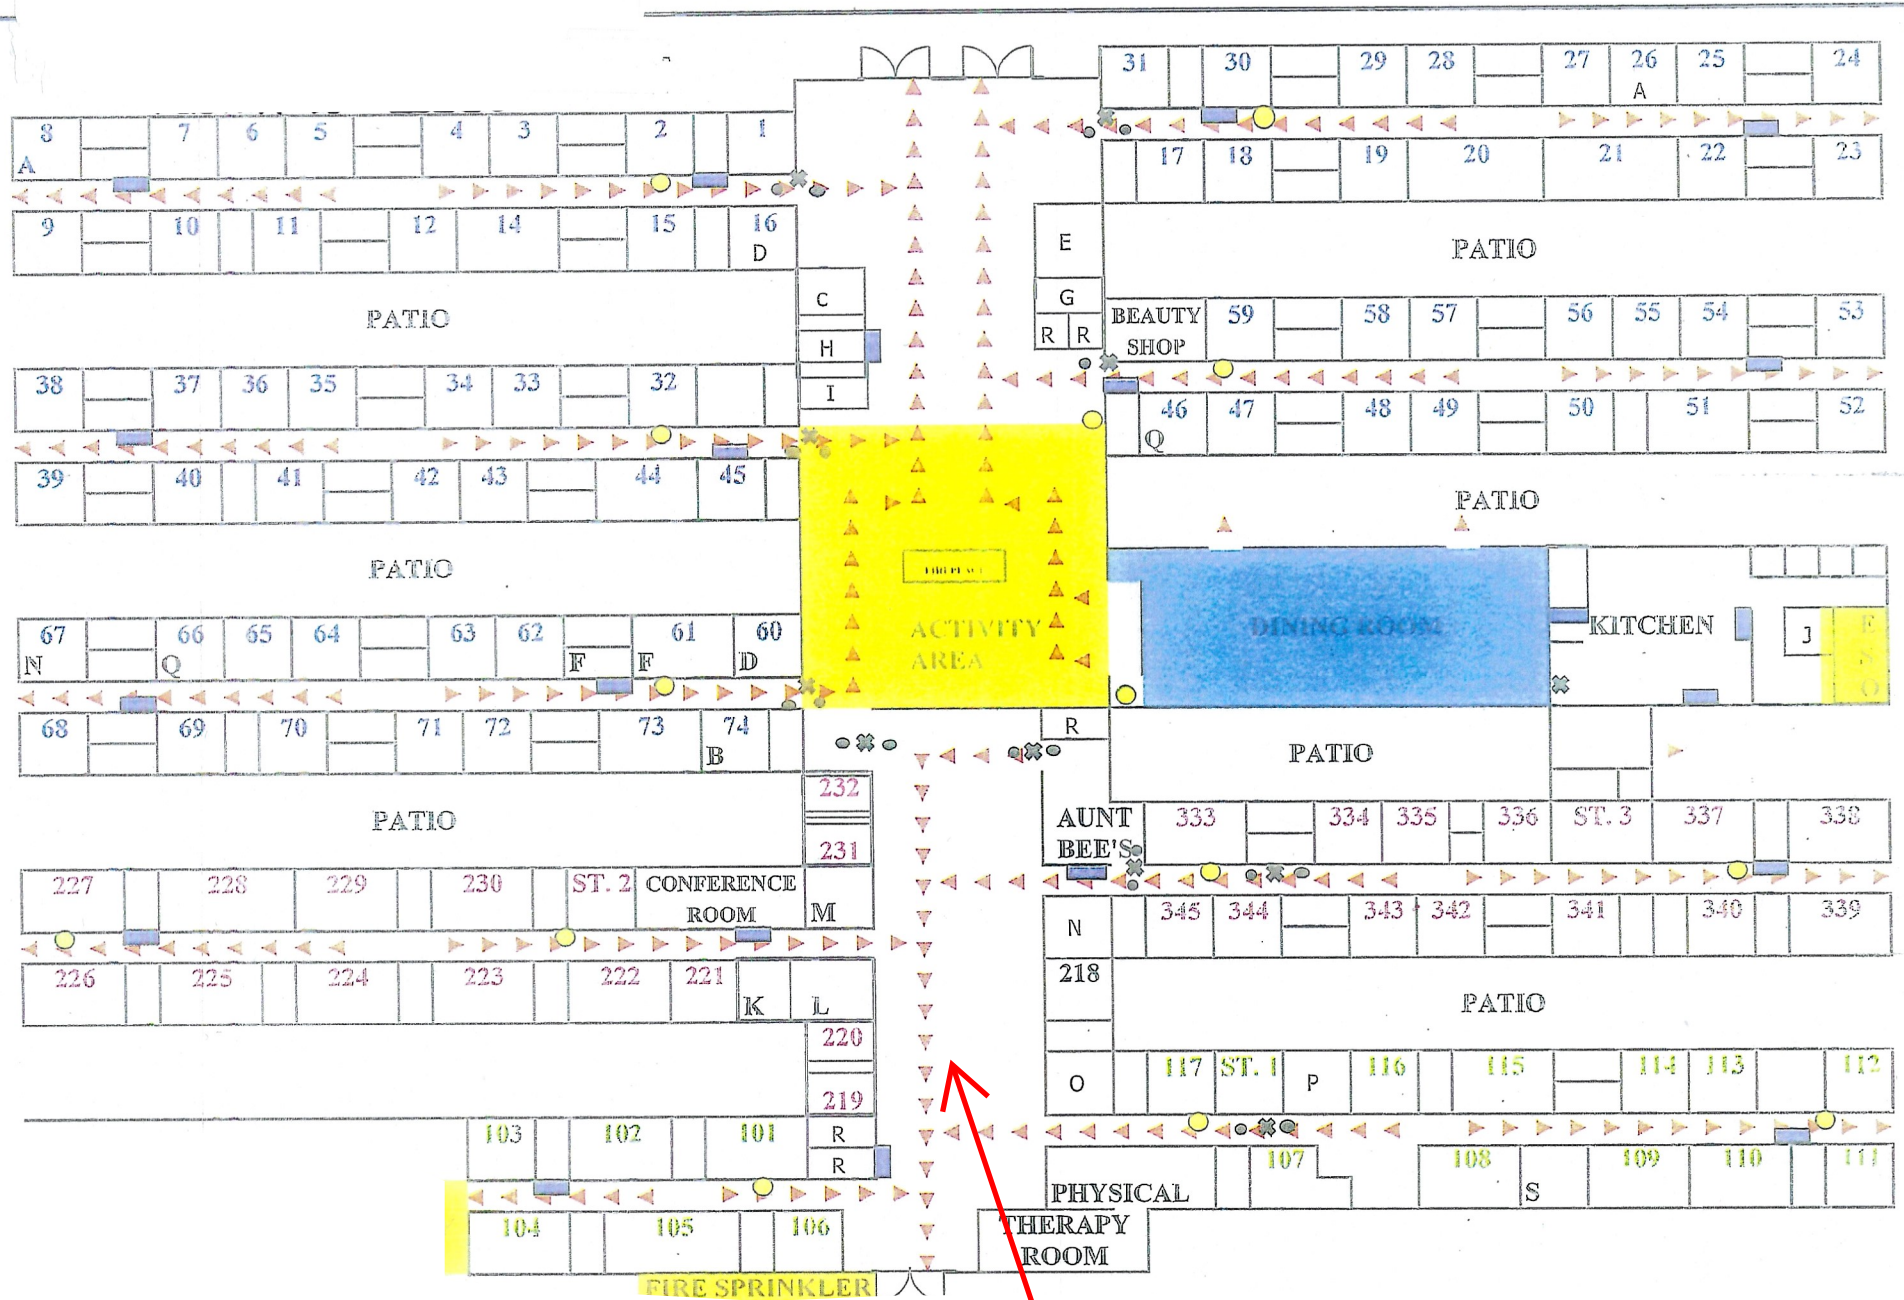 31 30 29 28 27 26 25 24
A
8 7 6 5 4 3 2 1
A
17 18 19 20 21 22 23
9 10 11 12 14 15 16
D
E
PATIO
C
G
PATIO
H
R R
BEAUTY
SHOP
59 58 57 56 55 54 53
I
38 37 36 35 34 33 32
46 47 48 49 50 51 52
Q
39 40 41 42 43 44 45
PATIO
PATIO
FIREPLACE
ACTIVITY
AREA
DINING ROOM
KITCHEN
J
67 66 65 64 63 62 61 60
N Q F F D
68 69 70 71 72 73 74
B
R
PATIO
232
PATIO
231
AUNT
BEE'S
333 334 335 336 ST. 3 337 338
227 228 229 230 ST. 2
CONFERENCE
ROOM
M
N
345 344 343 342 341 340 339
226 225 224 223 222 221
K L
218
PATIO
220
219
O
117 ST. 1 P 116 115 114 113 112
103 102 101
R
R
107 108 109 110 111
S
PHYSICAL
THERAPY
ROOM
104 105 106
FIRE SPRINKLER